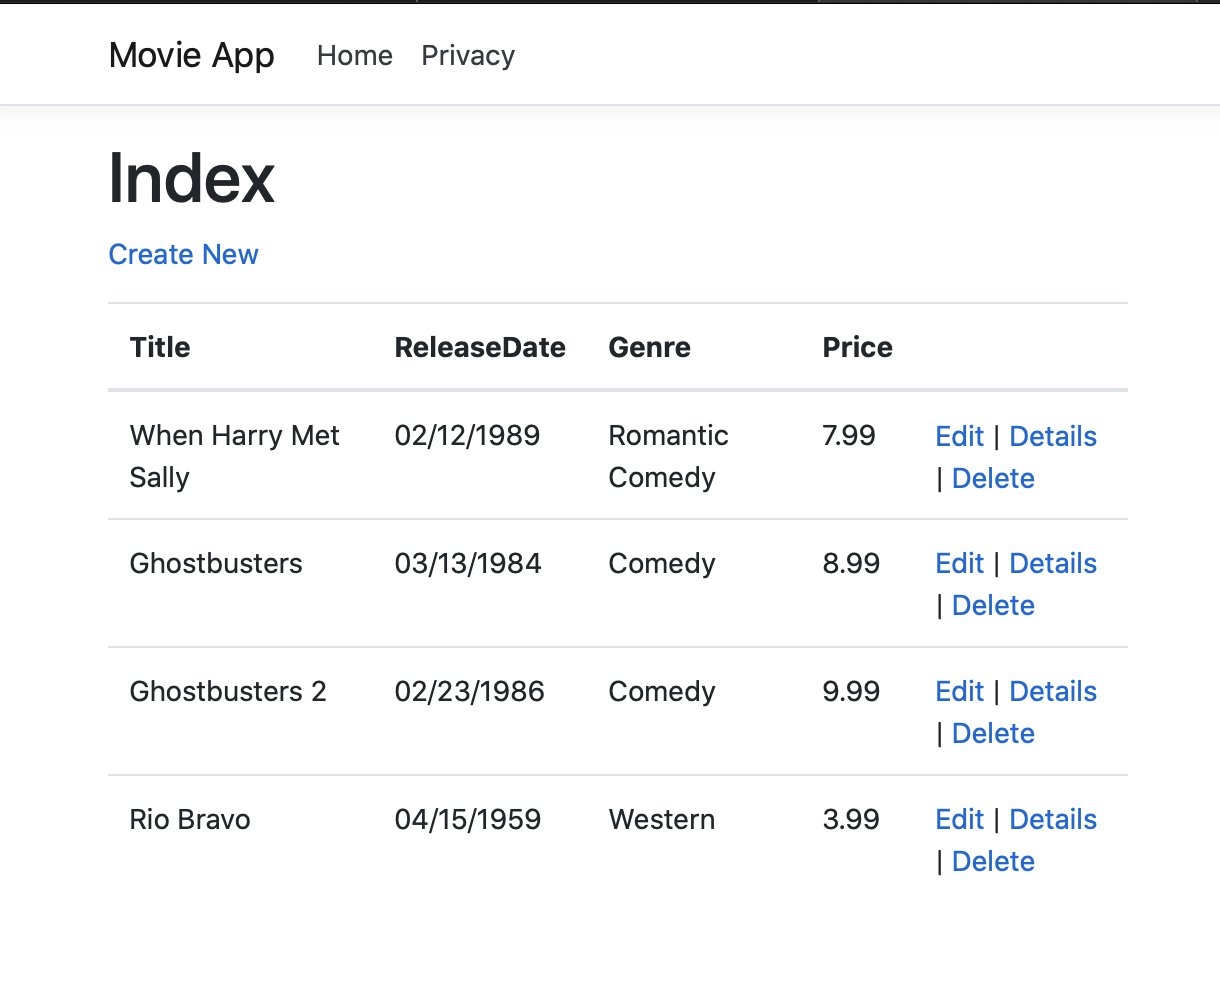 Movie App Home Privacy
Index
Create New
Title ReleaseDate Genre Price
When Harry Met Sally 02/12/1989 Romantic Comedy 7.99 Edit | Details | Delete
Ghostbusters 03/13/1984 Comedy 8.99 Edit | Details | Delete
Ghostbusters 2 02/23/1986 Comedy 9.99 Edit | Details | Delete
Rio Bravo 04/15/1959 Western 3.99 Edit | Details | Delete